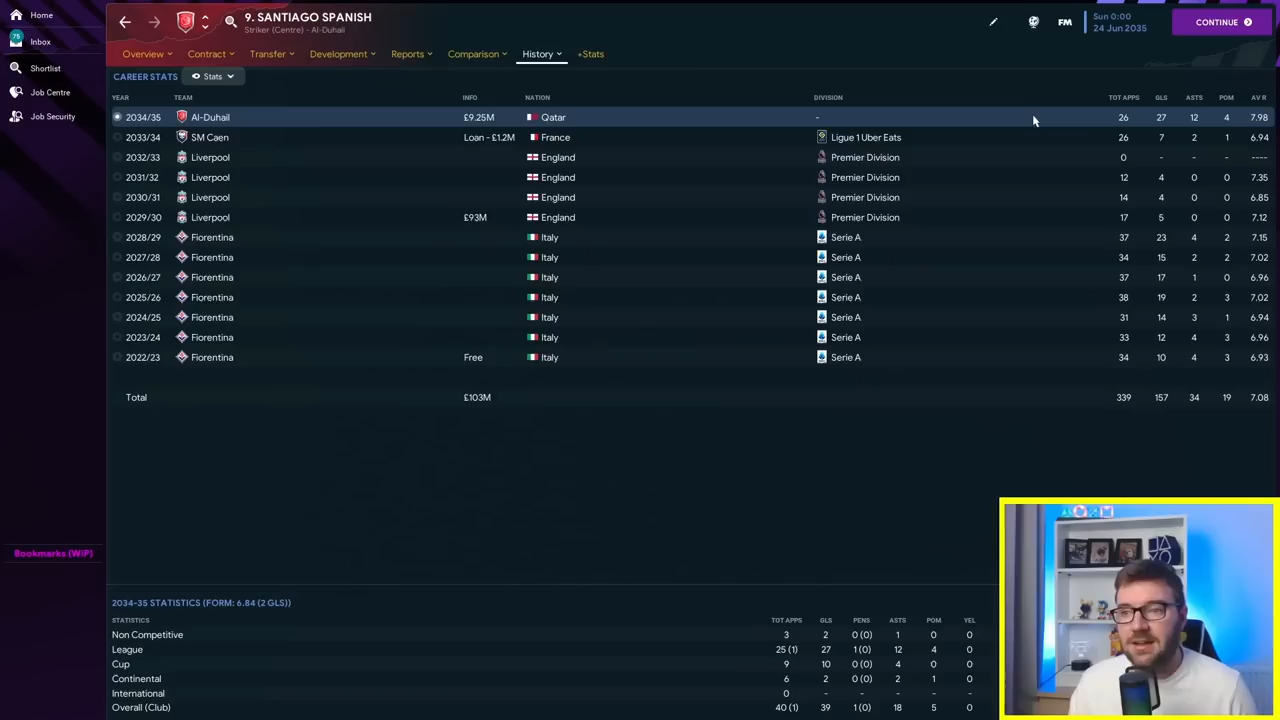 Home
9. SANTIAGO SPANISH
Striker (Centre) - Al-Duhail
FM
Sun 0:00
24 Jun 2035
CONTINUE
75
Inbox
Shortlist
Job Centre
Job Security
Bookmarks (WiP)
Overview Contract Transfer Development Reports Comparison History +Stats
CAREER STATS Stats
YEAR TEAM INFO NATION DIVISION TOT APPS GLS ASTS POM AV R
2034/35 Al-Duhail £9.25M Qatar - 26 27 12 4 7.98
2033/34 SM Caen Loan - £1.2M France Ligue 1 Uber Eats 26 7 2 1 6.94
2032/33 Liverpool England Premier Division 0 - - - ----
2031/32 Liverpool England Premier Division 12 4 0 0 7.35
2030/31 Liverpool England Premier Division 14 4 0 0 6.85
2029/30 Liverpool £93M England Premier Division 17 5 0 0 7.12
2028/29 Fiorentina Italy Serie A 37 23 4 2 7.15
2027/28 Fiorentina Italy Serie A 34 15 2 2 7.02
2026/27 Fiorentina Italy Serie A 37 17 1 0 6.96
2025/26 Fiorentina Italy Serie A 38 19 2 3 7.02
2024/25 Fiorentina Italy Serie A 31 14 3 1 6.94
2023/24 Fiorentina Italy Serie A 33 12 4 3 6.96
2022/23 Fiorentina Free Italy Serie A 34 10 4 3 6.93
Total £103M 339 157 34 19 7.08
2034-35 STATISTICS (FORM: 6.84 (2 GLS))
STATISTICS TOT APPS GLS PENS ASTS POM YEL
Non Competitive 3 2 0 (0) 1 0 0
League 25 (1) 27 1 (0) 12 4 0
Cup 9 10 0 (0) 4 0 0
Continental 6 2 0 (0) 2 1 0
International 0 - - - - -
Overall (Club) 40 (1) 39 1 (0) 18 5 0